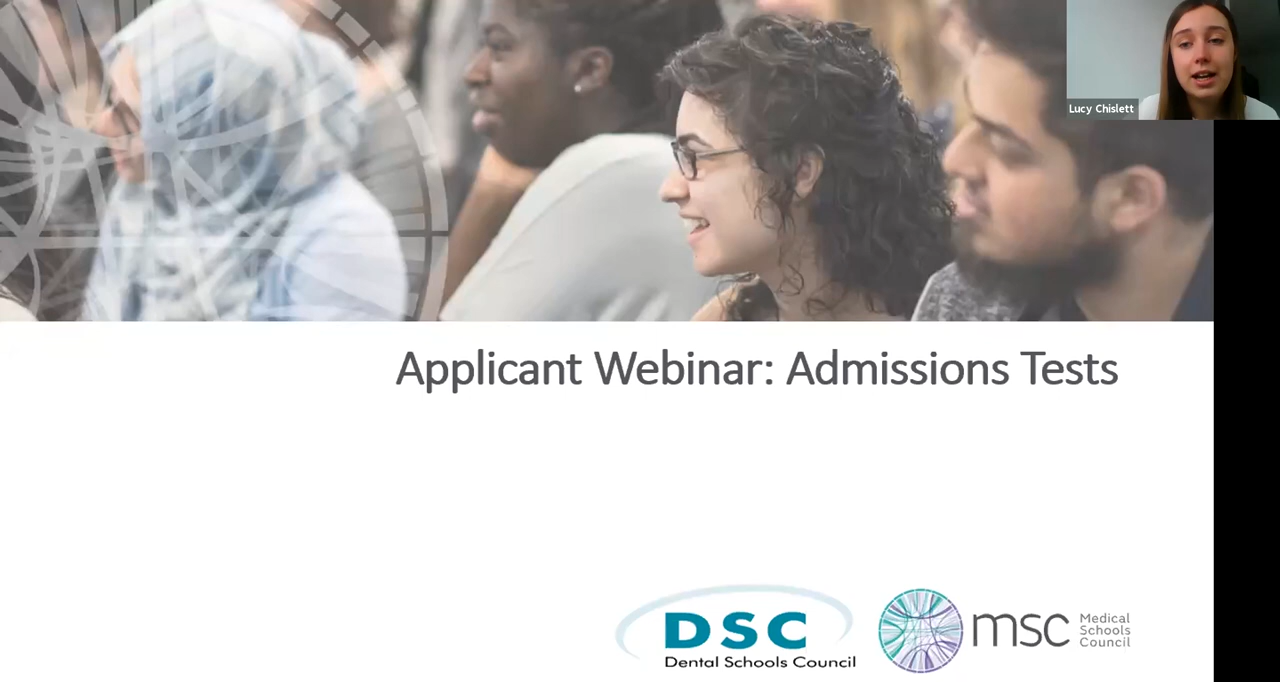 Lucy Chislett
Applicant Webinar: Admissions Tests
DSC
Dental Schools Council
msc
Medical
Schools
Council